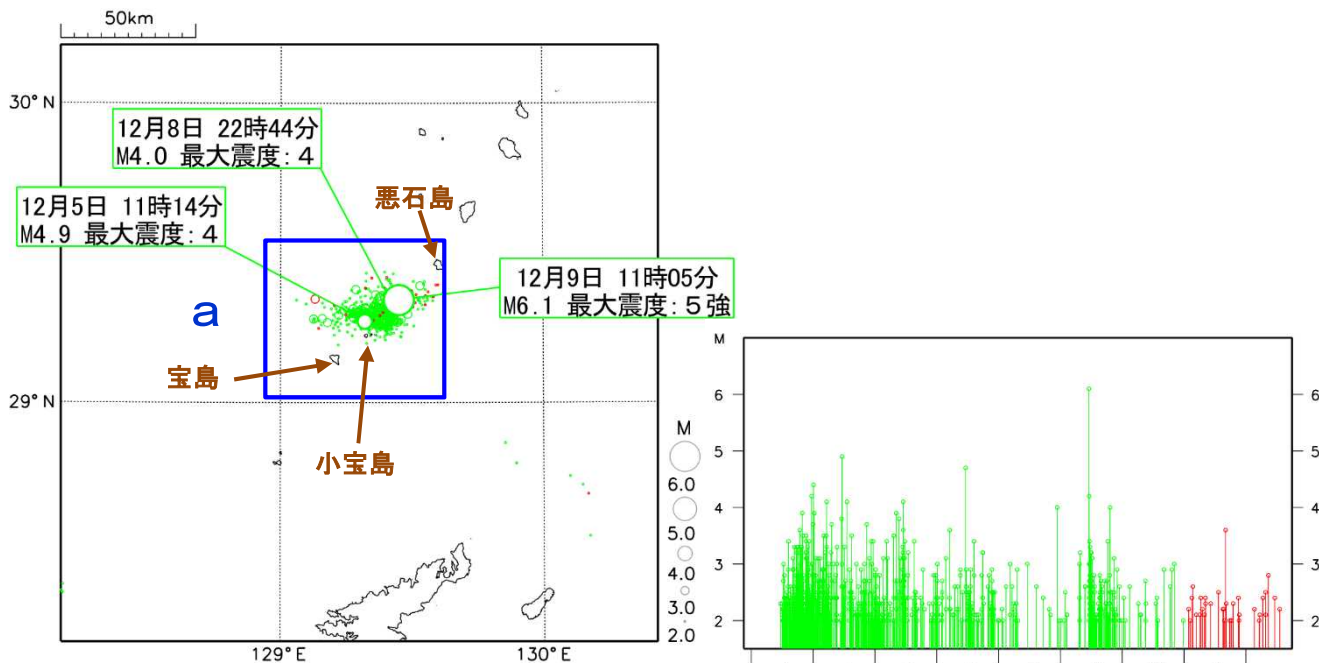 50km
30°N
12月8日 22時44分
M4.0 最大震度:4
12月5日 11時14分
M4.9 最大震度:4
悪石島
12月9日 11時05分
M6.1 最大震度:5強
a
宝島
小宝島
29°N
129°E
130°E
M
6.0
5.0
4.0
3.0
2.0
M
6
5
4
3
2
6
5
4
3
2